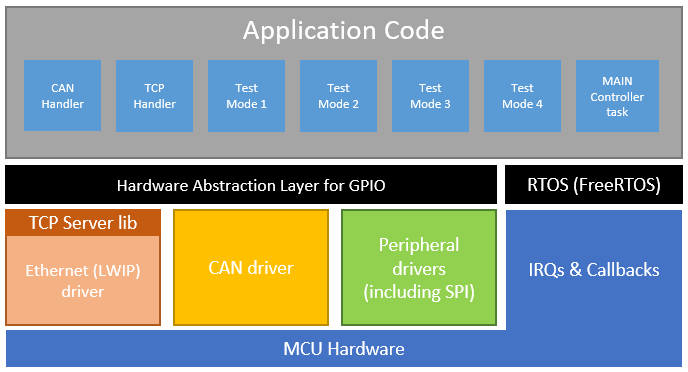 Application Code
CAN
Handler
TCP
Handler
Test
Mode 1
Test
Mode 2
Test
Mode 3
Test
Mode 4
MAIN
Controller
task
Hardware Abstraction Layer for GPIO
RTOS (FreeRTOS)
TCP Server lib
Ethernet (LWIP)
driver
CAN driver
Peripheral
drivers
(including SPI)
IRQs & Callbacks
MCU Hardware